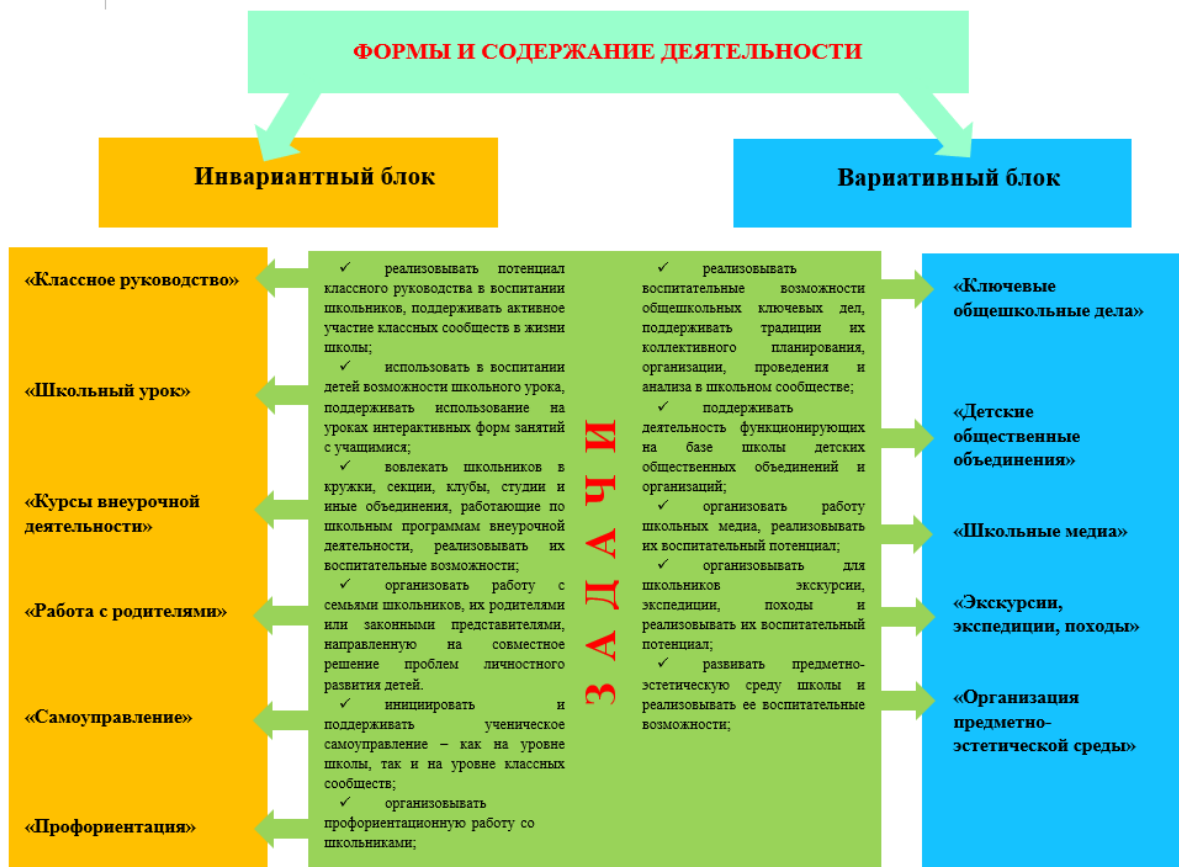 ФОРМЫ И СОДЕРЖАНИЕ ДЕЯТЕЛЬНОСТИ
Инвариантный блок
Вариативный блок
«Классное руководство»
«Школьный урок»
«Курсы внеурочной
деятельности»
«Работа с родителями»
«Самоуправление»
«Профориентация»
✓ реализовывать потенциал
классного руководства в воспитании
школьников, поддерживать активное
участие классных сообществ в жизни
школы;
✓ использовать в воспитании
детей возможности школьного урока,
поддерживать использование на
уроках интерактивных форм занятий
с учащимися;
✓ вовлекать школьников в
кружки, секции, клубы, студии и
иные объединения, работающие по
школьным программам внеурочной
деятельности, реализовывать их
воспитательные возможности;
✓ организовать работу с
семьями школьников, их родителями
или законными представителями,
направленную на совместное
решение проблем личностного
развития детей.
✓ инициировать и
поддерживать ученическое
самоуправление – как на уровне
школы, так и на уровне классных
сообществ;
✓ организовывать
профориентационную работу со
школьниками;
ЗАДАЧИ
✓ реализовывать
воспитательные возможности
общешкольных ключевых дел,
поддерживать традиции их
коллективного планирования,
организации, проведения и
анализа в школьном сообществе;
✓ поддерживать
деятельность функционирующих
на базе школы детских
общественных объединений и
организаций;
✓ организовать работу
школьных медиа, реализовывать
их воспитательный потенциал;
✓ организовывать для
школьников экскурсии,
экспедиции, походы и
реализовывать их воспитательный
потенциал;
✓ развивать предметно-
эстетическую среду школы и
реализовывать ее воспитательные
возможности;
«Ключевые
общешкольные дела»
«Детские
общественные
объединения»
«Школьные медиа»
«Экскурсии,
экспедиции, походы»
«Организация
предметно-
эстетической среды»